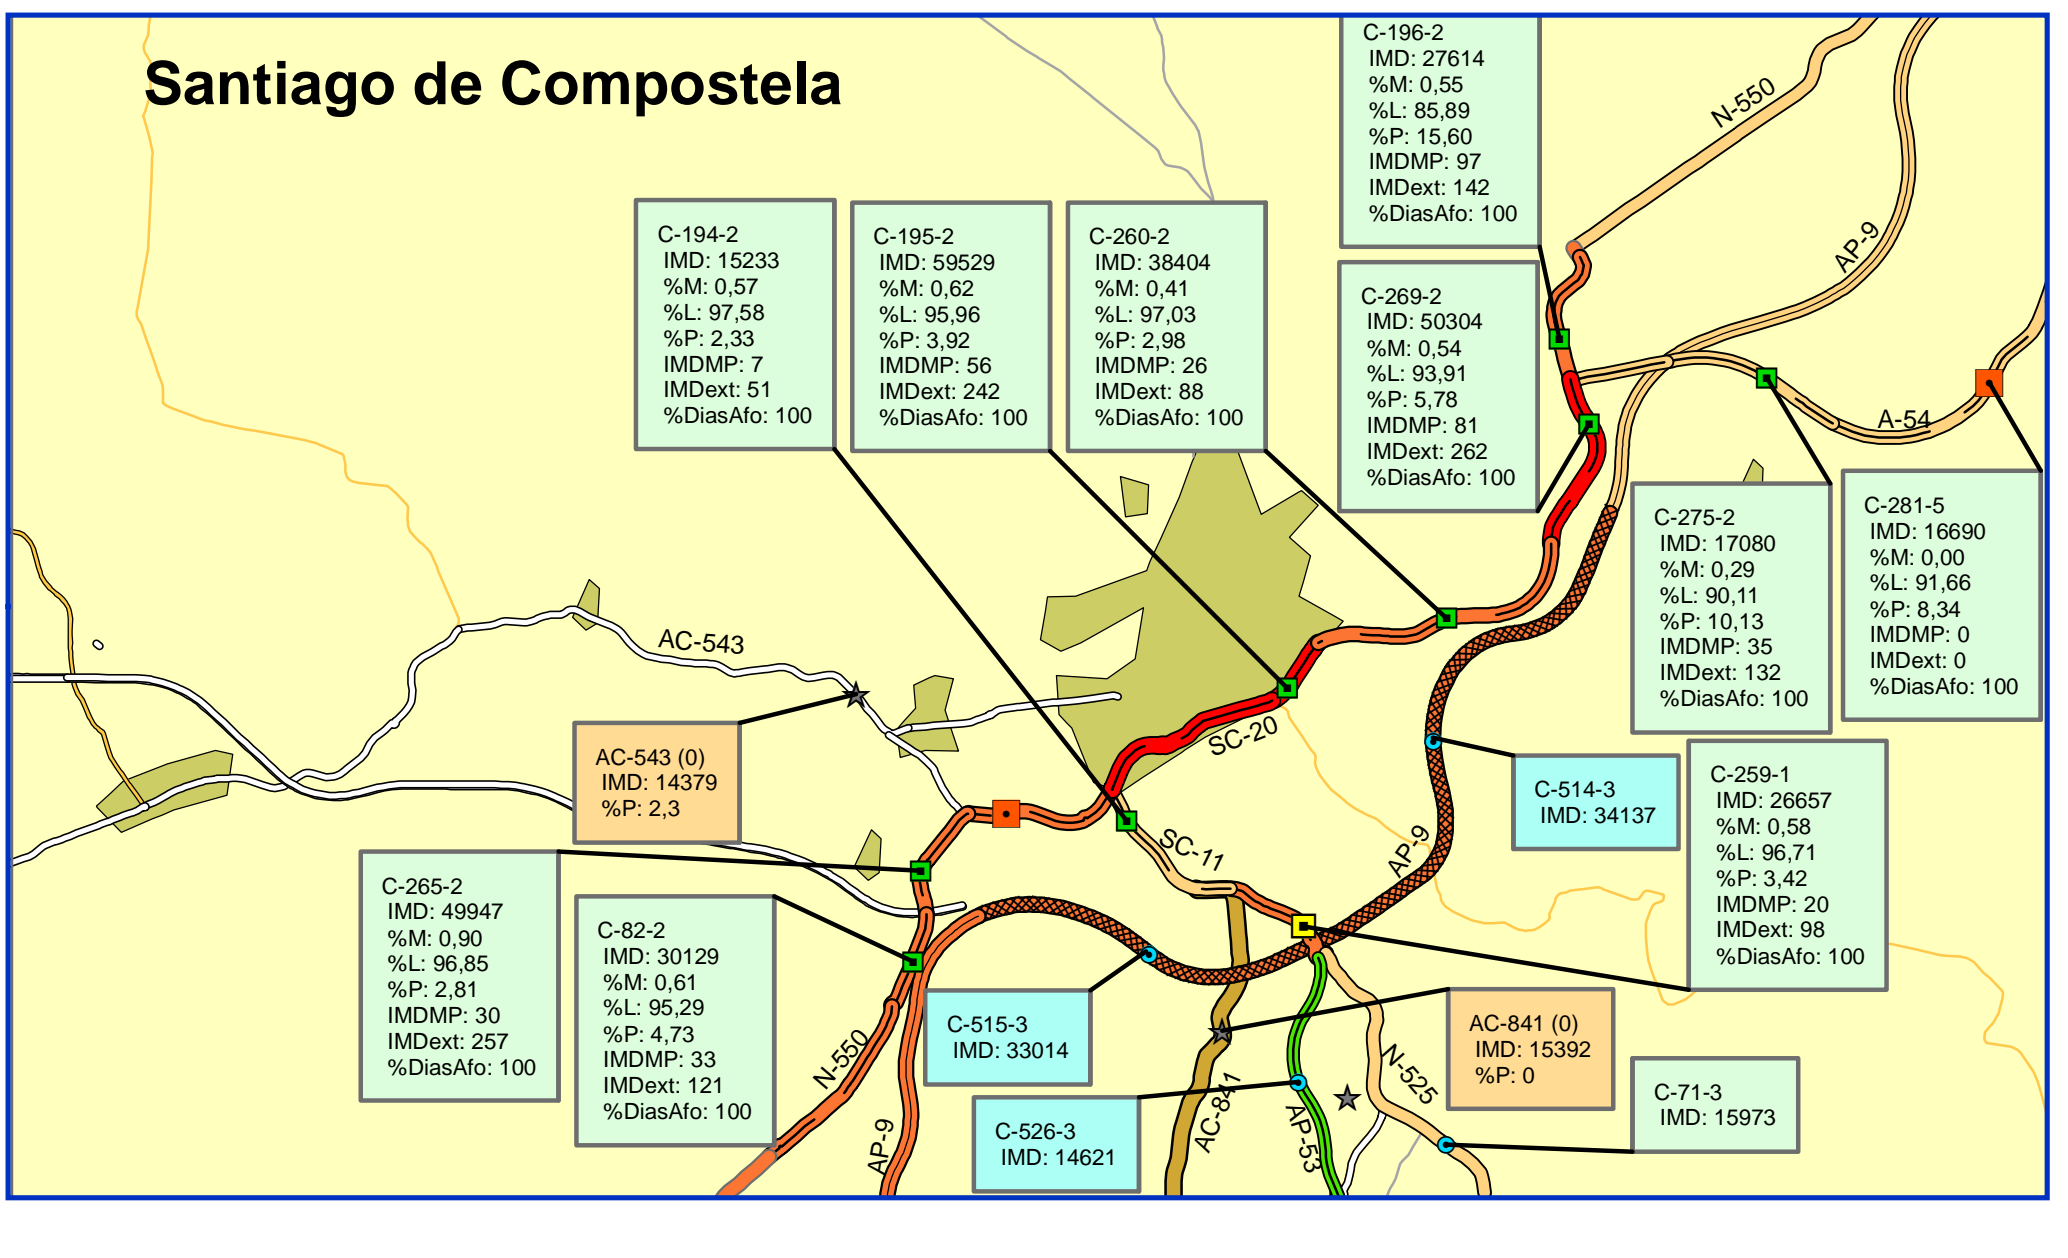 Santiago de Compostela
C-196-2
IMD: 27614
%M: 0,55
%L: 85,89
%P: 15,60
IMDMP: 97
IMDext: 142
%DiasAfo: 100
N-550
AP-9
C-194-2
IMD: 15233
%M: 0,57
%L: 97,58
%P: 2,33
IMDMP: 7
IMDext: 51
%DiasAfo: 100
C-195-2
IMD: 59529
%M: 0,62
%L: 95,96
%P: 3,92
IMDMP: 56
IMDext: 242
%DiasAfo: 100
C-260-2
IMD: 38404
%M: 0,41
%L: 97,03
%P: 2,98
IMDMP: 26
IMDext: 88
%DiasAfo: 100
C-269-2
IMD: 50304
%M: 0,54
%L: 93,91
%P: 5,78
IMDMP: 81
IMDext: 262
%DiasAfo: 100
A-54
C-275-2
IMD: 17080
%M: 0,29
%L: 90,11
%P: 10,13
IMDMP: 35
IMDext: 132
%DiasAfo: 100
C-281-5
IMD: 16690
%M: 0,00
%L: 91,66
%P: 8,34
IMDMP: 0
IMDext: 0
%DiasAfo: 100
AC-543
AC-543 (0)
IMD: 14379
%P: 2,3
SC-20
C-514-3
IMD: 34137
C-259-1
IMD: 26657
%M: 0,58
%L: 96,71
%P: 3,42
IMDMP: 20
IMDext: 98
%DiasAfo: 100
SC-11
AP-9
C-265-2
IMD: 49947
%M: 0,90
%L: 96,85
%P: 2,81
IMDMP: 30
IMDext: 257
%DiasAfo: 100
C-82-2
IMD: 30129
%M: 0,61
%L: 95,29
%P: 4,73
IMDMP: 33
IMDext: 121
%DiasAfo: 100
C-515-3
IMD: 33014
AC-841 (0)
IMD: 15392
%P: 0
N-550
N-525
C-71-3
IMD: 15973
C-526-3
IMD: 14621
AP-9
AC-841
AP-53